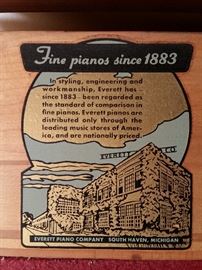 Fine pianos since 1883
In styling, engineering and
workmanship, Everett has –
since 1883 – been regarded as
the standard of comparison in
fine pianos. Everett pianos are
distributed only through the
leading music stores of Amer-
ica, and are nationally priced.
EVERETT
EVERETT PIANO COMPANY SOUTH HAVEN, MICHIGAN